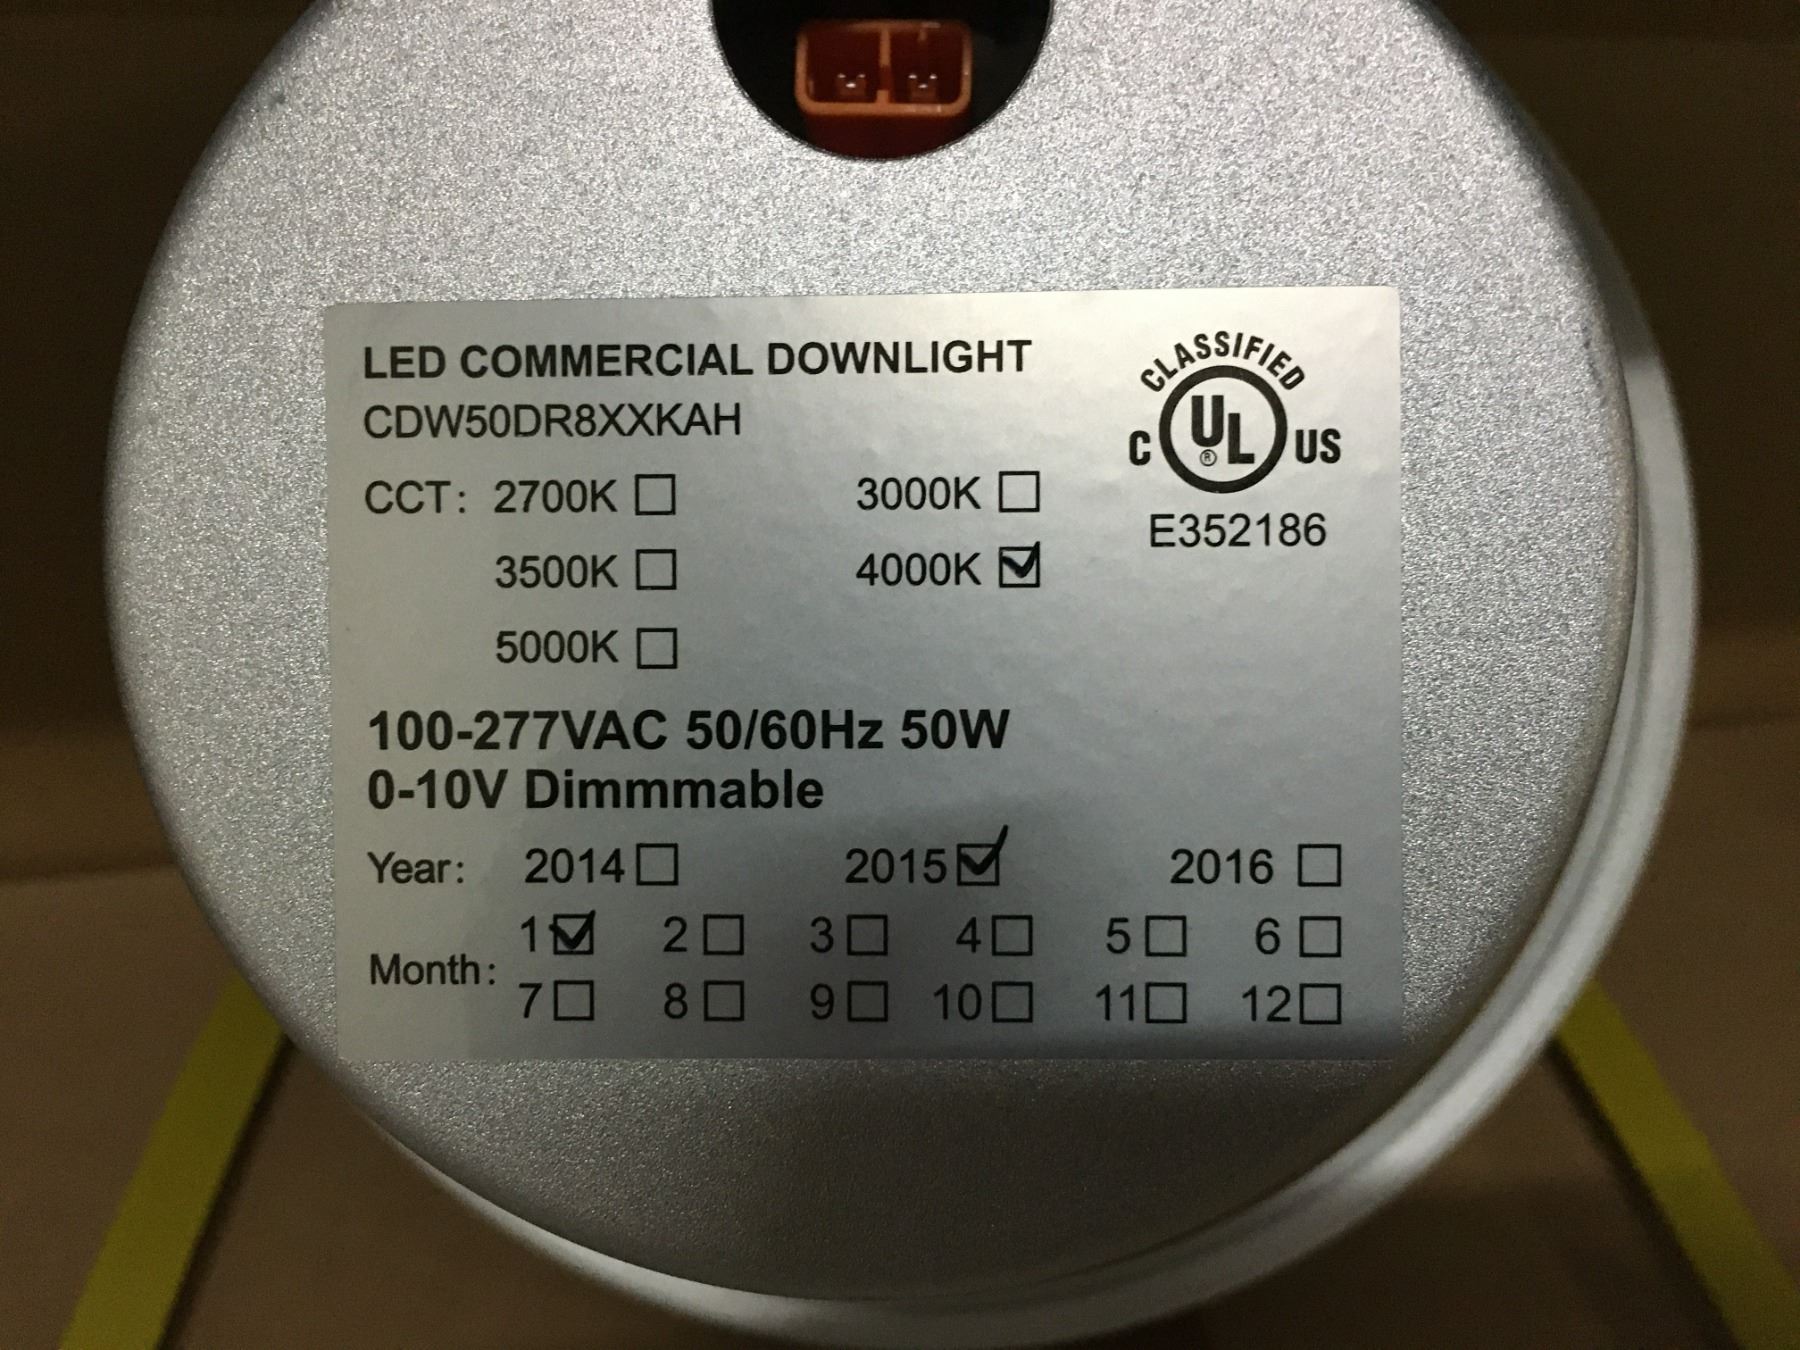 LED COMMERCIAL DOWNLIGHT
CDW50DR8XXKAH
CLASSIFIED
C UL® US
E352186
CCT: 2700K ☐ 3000K ☐
3500K ☐ 4000K ☑
5000K ☐
100-277VAC 50/60Hz 50W
0-10V Dimmmable
Year: 2014 ☐ 2015 ☑ 2016 ☐
Month: 1 ☑ 2 ☐ 3 ☐ 4 ☐ 5 ☐ 6 ☐
7 ☐ 8 ☐ 9 ☐ 10 ☐ 11 ☐ 12 ☐